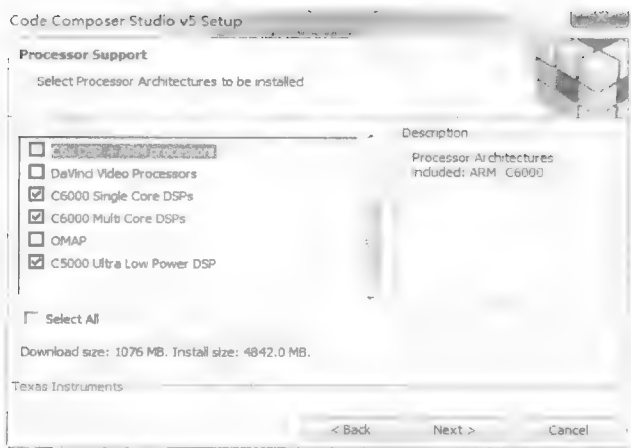 Code Composer Studio v5 Setup
Processor Support
Select Processor Architectures to be installed
DaVinci Video Processors
C6000 Single Core DSPs
C6000 Multi Core DSPs
OMAP
C5000 Ultra Low Power DSP
Description
Processor Architectures
included: ARM C6000
Select All
Download size: 1076 MB. Install size: 4842.0 MB.
Texas Instruments
< Back
Next >
Cancel